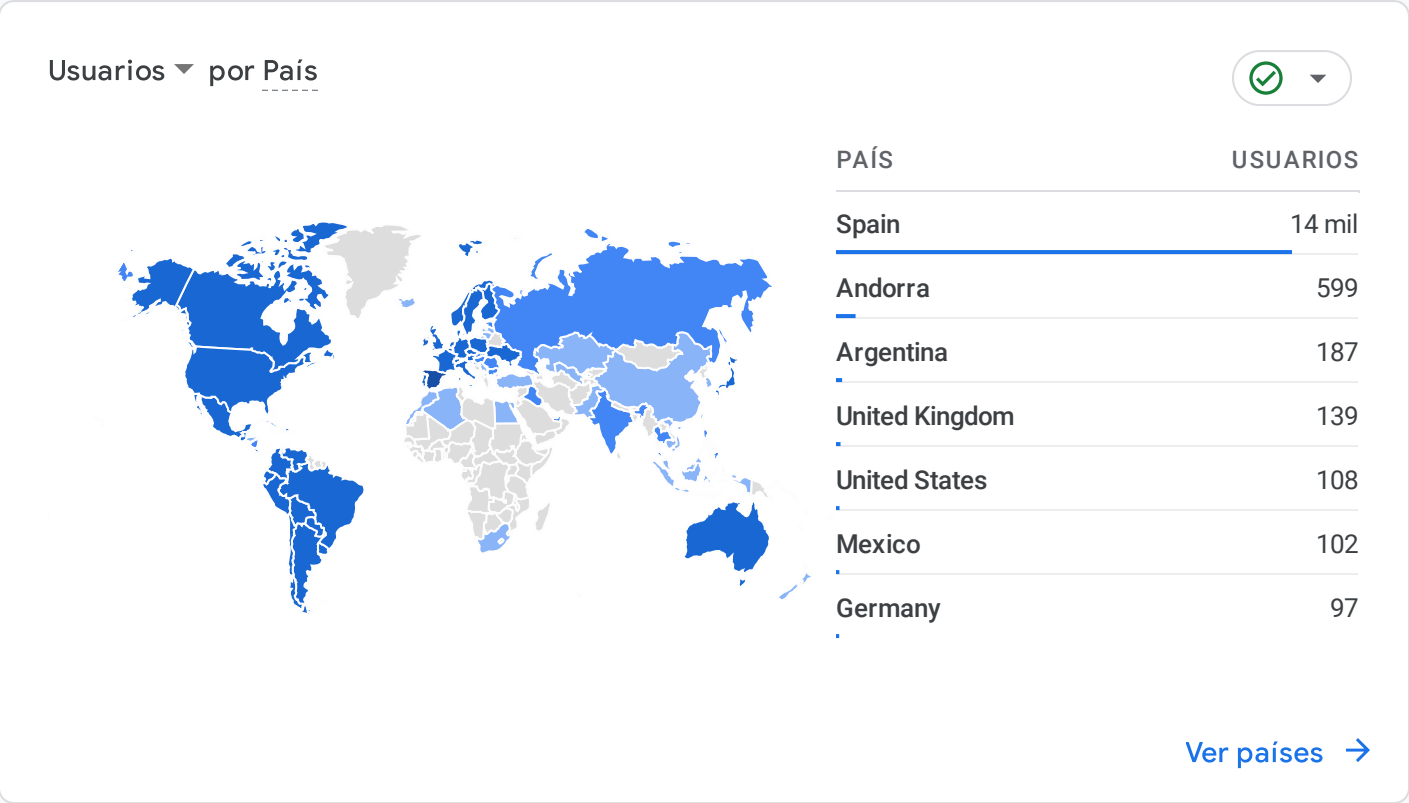 Usuarios por País
PAÍS USUARIOS
Spain 14 mil
Andorra 599
Argentina 187
United Kingdom 139
United States 108
Mexico 102
Germany 97
Ver países